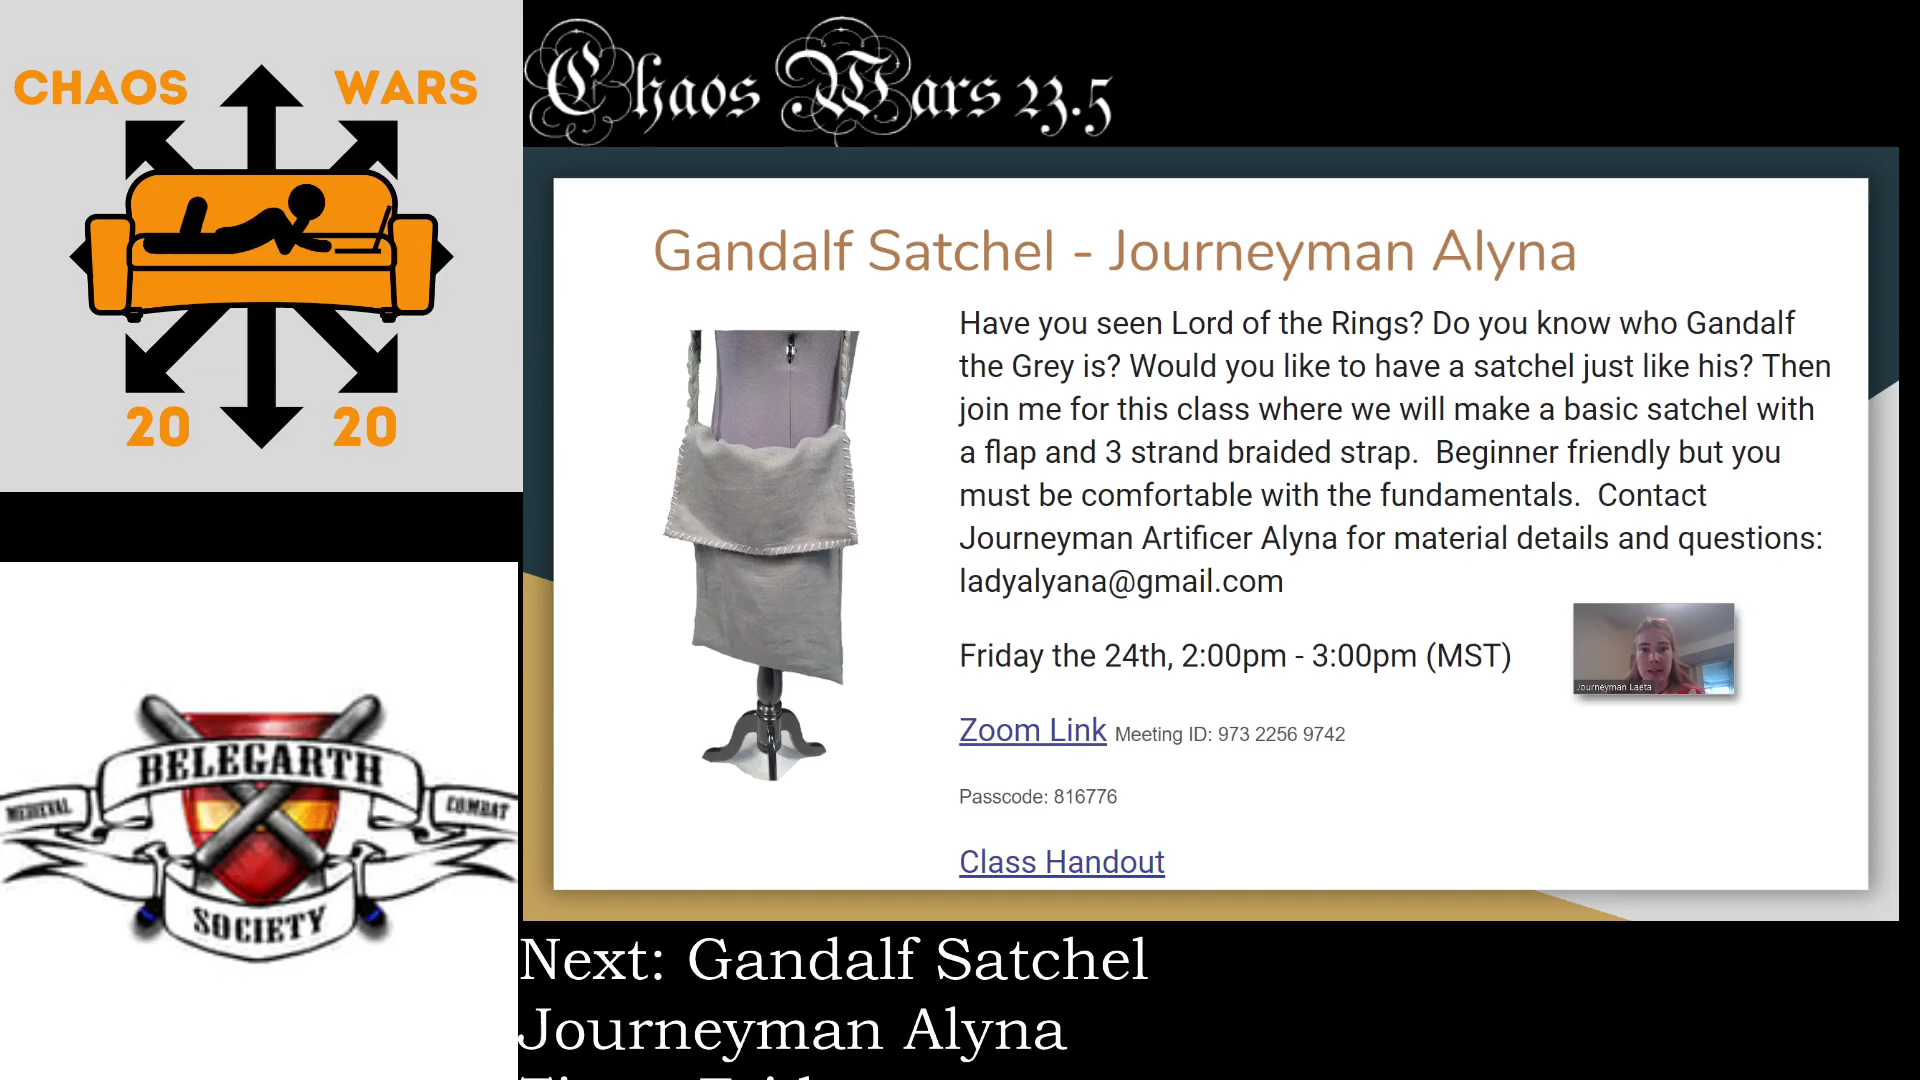 CHAOS WARS
20 20
BELEGARTH
MEDIEVAL COMBAT
SOCIETY
Chaos Wars 23.5
Gandalf Satchel - Journeyman Alyna
Have you seen Lord of the Rings? Do you know who Gandalf
the Grey is? Would you like to have a satchel just like his? Then
join me for this class where we will make a basic satchel with
a flap and 3 strand braided strap.  Beginner friendly but you
must be comfortable with the fundamentals.  Contact
Journeyman Artificer Alyna for material details and questions:
ladyalyana@gmail.com
Friday the 24th, 2:00pm - 3:00pm (MST)
Journeyman Laeta
Zoom Link Meeting ID: 973 2256 9742
Passcode: 816776
Class Handout
Next: Gandalf Satchel
Journeyman Alyna